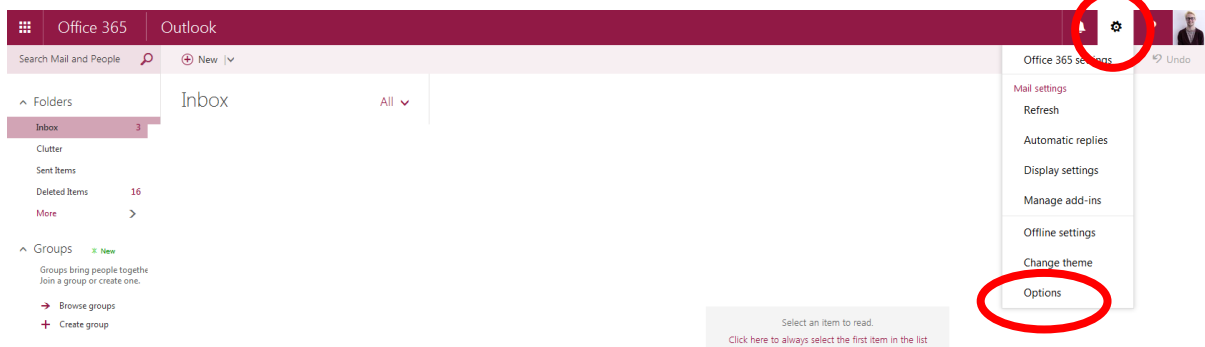 Office 365
Outlook
Search Mail and People
New
Office 365 settings
Undo
Folders
Inbox
All
Mail settings
Refresh
Inbox 3
Clutter
Automatic replies
Sent Items
Display settings
Deleted Items 16
Manage add-ins
More
Offline settings
Groups
New
Groups bring people togethe
Join a group or create one.
Change theme
Options
Browse groups
Create group
Select an item to read.
Click here to always select the first item in the list